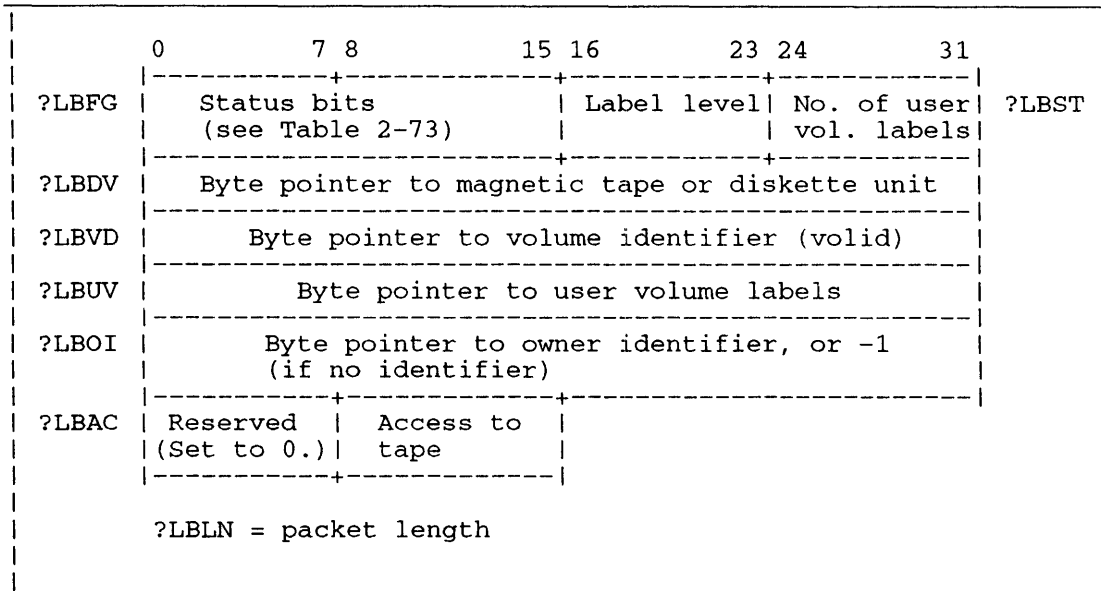 0 7 8 15 16 23 24 31
?LBFG Status bits Label level No. of user ?LBST
(see Table 2-73) vol. labels
?LBDV Byte pointer to magnetic tape or diskette unit
?LBVD Byte pointer to volume identifier (volid)
?LBUV Byte pointer to user volume labels
?LBOI Byte pointer to owner identifier, or -1
(if no identifier)
?LBAC Reserved Access to
(Set to 0.) tape
?LBLN = packet length